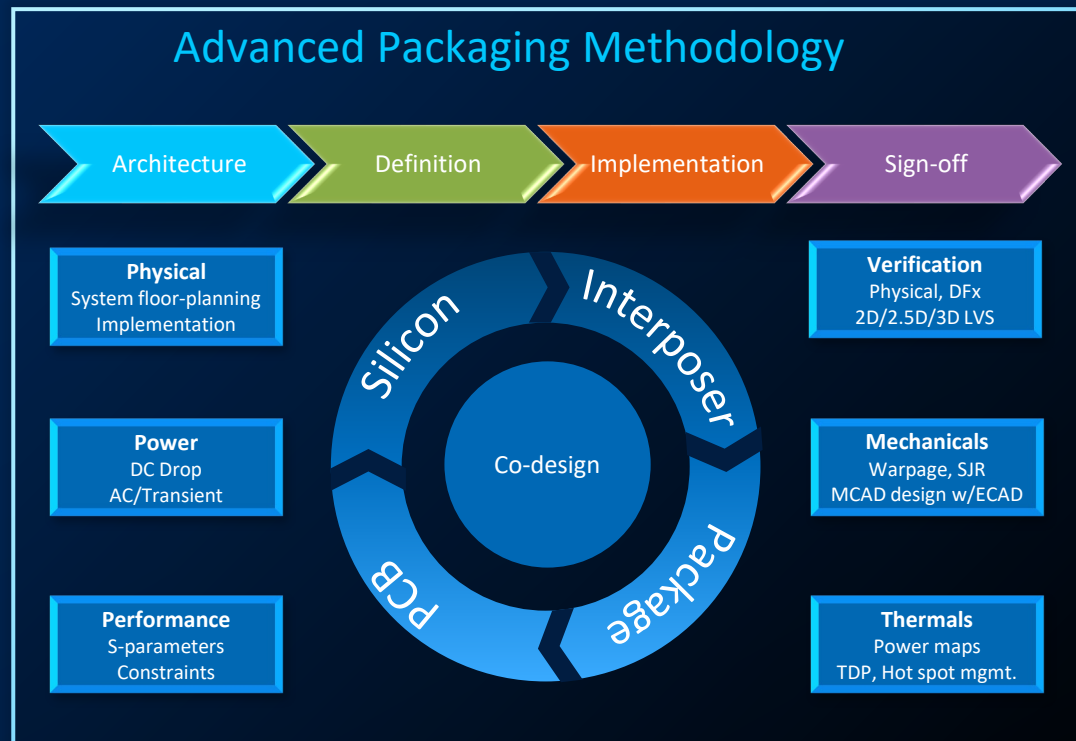 Advanced Packaging Methodology
Architecture
Definition
Implementation
Sign-off
Physical
System floor-planning
Implementation
Power
DC Drop
AC/Transient
Performance
S-parameters
Constraints
Silicon
Interposer
Package
PCB
Co-design
Verification
Physical, DFx
2D/2.5D/3D LVS
Mechanicals
Warpage, SJR
MCAD design w/ECAD
Thermals
Power maps
TDP, Hot spot mgmt.